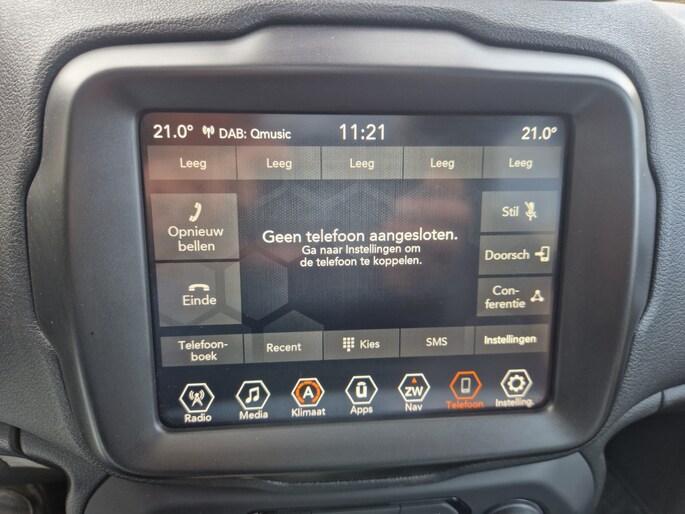 21.0° DAB: Qmusic 11:21 21.0°
Leeg Leeg Leeg Leeg Leeg
Opnieuw
bellen
Einde
Geen telefoon aangesloten.
Ga naar Instellingen om
de telefoon te koppelen.
Stil
Doorsch
Con-
ferentie
Telefoon-
boek
Recent
Kies
SMS
Instellingen
Radio
Media
A
Klimaat
Apps
ZW
Nav
Telefoon
Instelling.